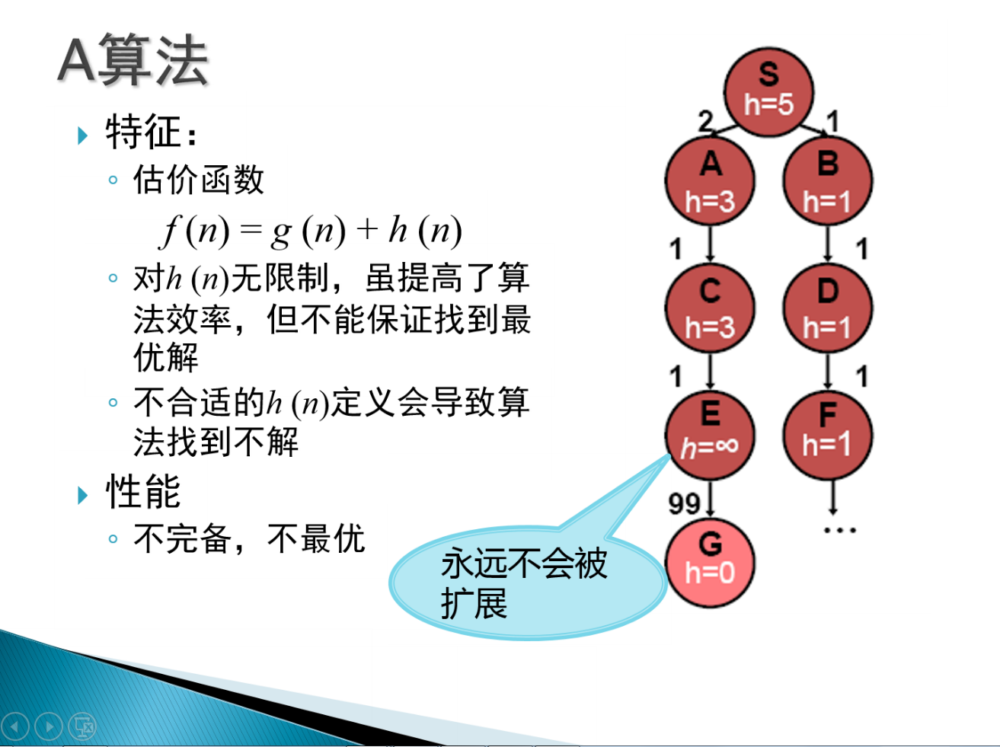 A算法
特征：
估价函数
f (n) = g (n) + h (n)
对h (n)无限制，虽提高了算
法效率，但不能保证找到最
优解
不合适的h (n)定义会导致算
法找到不解
性能
不完备，不最优
永远不会被
扩展
S
h=5
2
1
A
h=3
B
h=1
1
1
C
h=3
D
h=1
1
1
E
h=∞
F
h=1
99
...
G
h=0